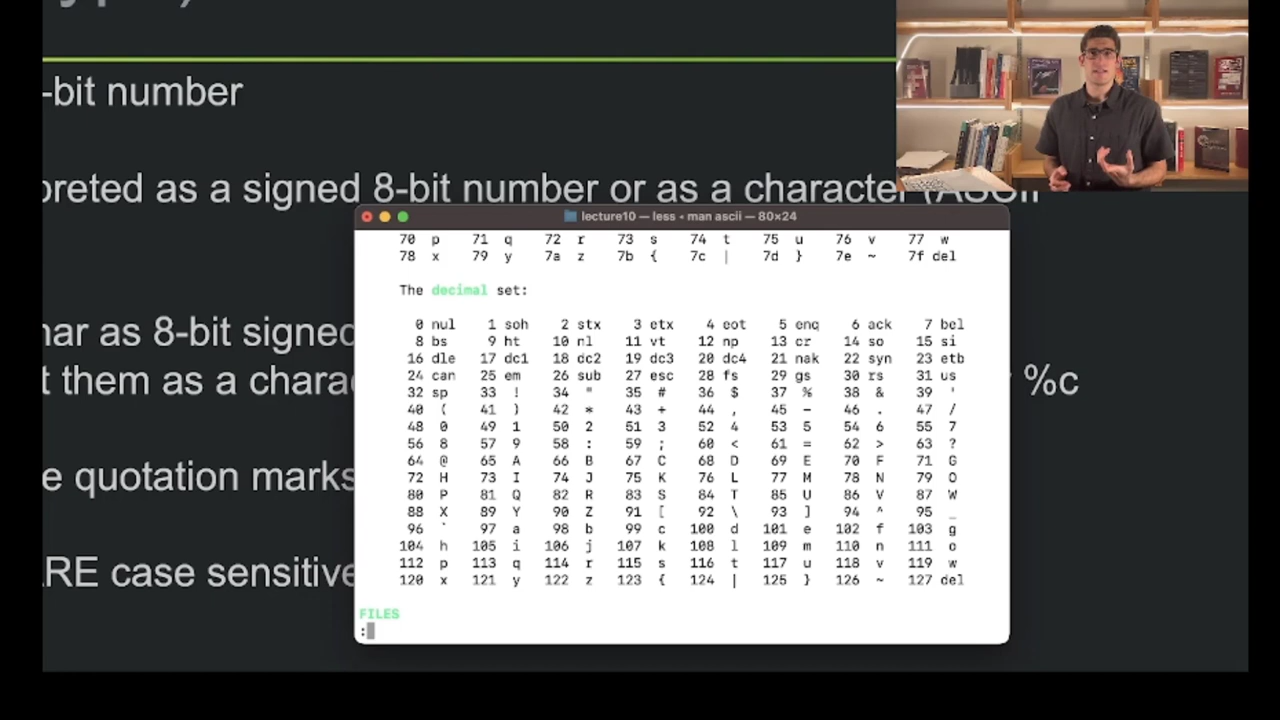 -bit number
preted as a signed 8-bit number or as a character (ASCII
lecture10 — less ◂ man ascii — 80×24
70 p 71 q 72 r 73 s 74 t 75 u 76 v 77 w
78 x 79 y 7a z 7b { 7c | 7d } 7e ~ 7f del
The decimal set:
0 nul 1 soh 2 stx 3 etx 4 eot 5 enq 6 ack 7 bel
8 bs 9 ht 10 nl 11 vt 12 np 13 cr 14 so 15 si
16 dle 17 dc1 18 dc2 19 dc3 20 dc4 21 nak 22 syn 23 etb
24 can 25 em 26 sub 27 esc 28 fs 29 gs 30 rs 31 us
32 sp 33 ! 34 " 35 # 36 $ 37 % 38 & 39 '
40 ( 41 ) 42 * 43 + 44 , 45 - 46 . 47 /
48 0 49 1 50 2 51 3 52 4 53 5 54 6 55 7
56 8 57 9 58 : 59 ; 60 < 61 = 62 > 63 ?
64 @ 65 A 66 B 67 C 68 D 69 E 70 F 71 G
72 H 73 I 74 J 75 K 76 L 77 M 78 N 79 O
80 P 81 Q 82 R 83 S 84 T 85 U 86 V 87 W
88 X 89 Y 90 Z 91 [ 92 \ 93 ] 94 ^ 95 _
96 ` 97 a 98 b 99 c 100 d 101 e 102 f 103 g
104 h 105 i 106 j 107 k 108 l 109 m 110 n 111 o
112 p 113 q 114 r 115 s 116 t 117 u 118 v 119 w
120 x 121 y 122 z 123 { 124 | 125 } 126 ~ 127 del
FILES
:
har as 8-bit signed
t them as a charac
%c
e quotation marks
ARE case sensitive